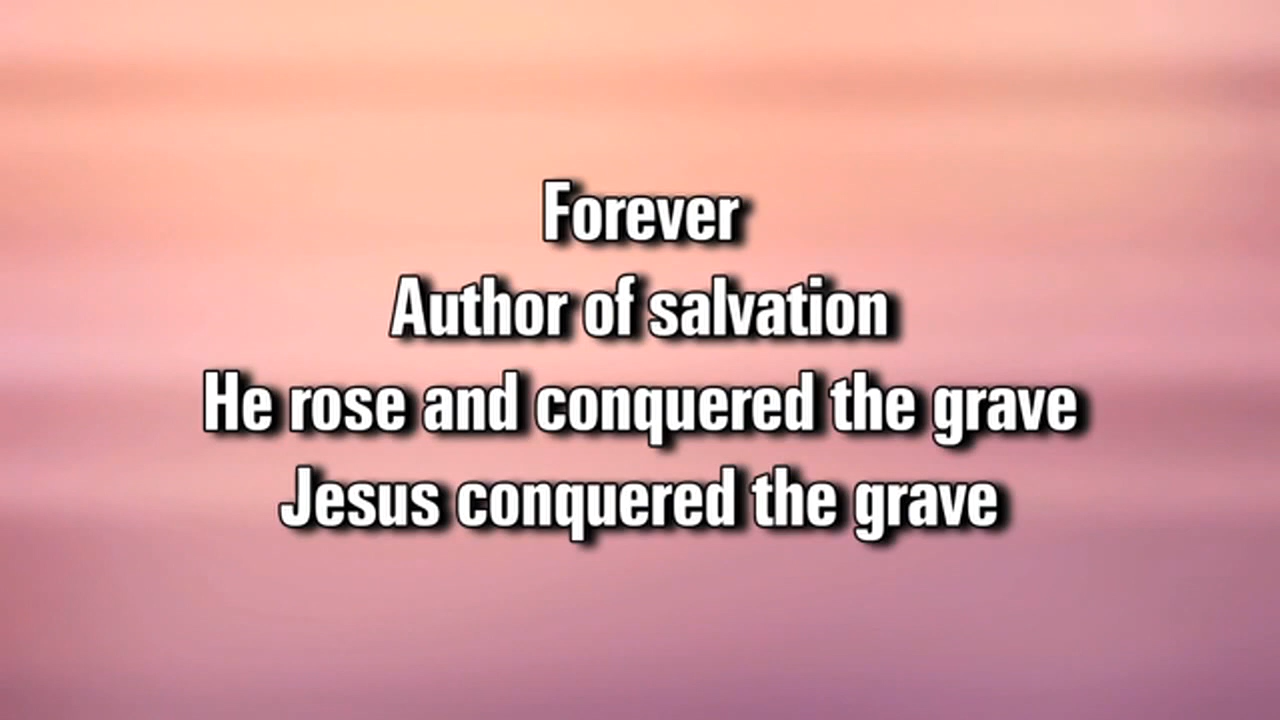 Forever
Author of salvation
He rose and conquered the grave
Jesus conquered the grave